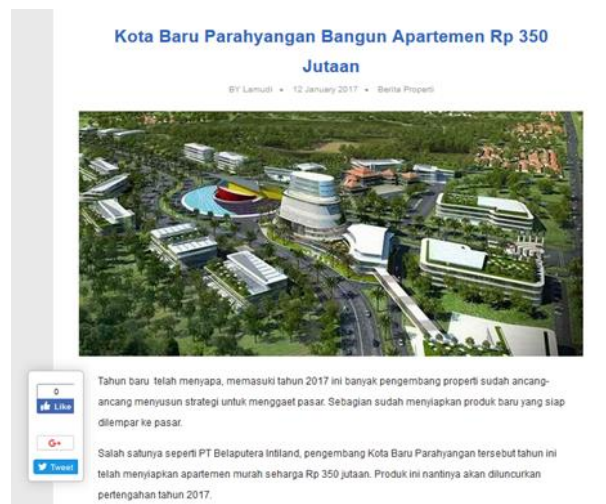 Kota Baru Parahyangan Bangun Apartemen Rp 350
Jutaan
BY Lamudi • 12 January 2017 • Berita Properti
Tahun baru telah menyapa, memasuki tahun 2017 ini banyak pengembang properti sudah ancang-
ancang menyusun strategi untuk menggaet pasar. Sebagian sudah menyiapkan produk baru yang siap
dilempar ke pasar.
Salah satunya seperti PT Belaputera Intiland, pengembang Kota Baru Parahyangan tersebut tahun ini
telah menyiapkan apartemen murah seharga Rp 350 jutaan. Produk ini nantinya akan diluncurkan
pertengahan tahun 2017.
0
Like
G+
Tweet